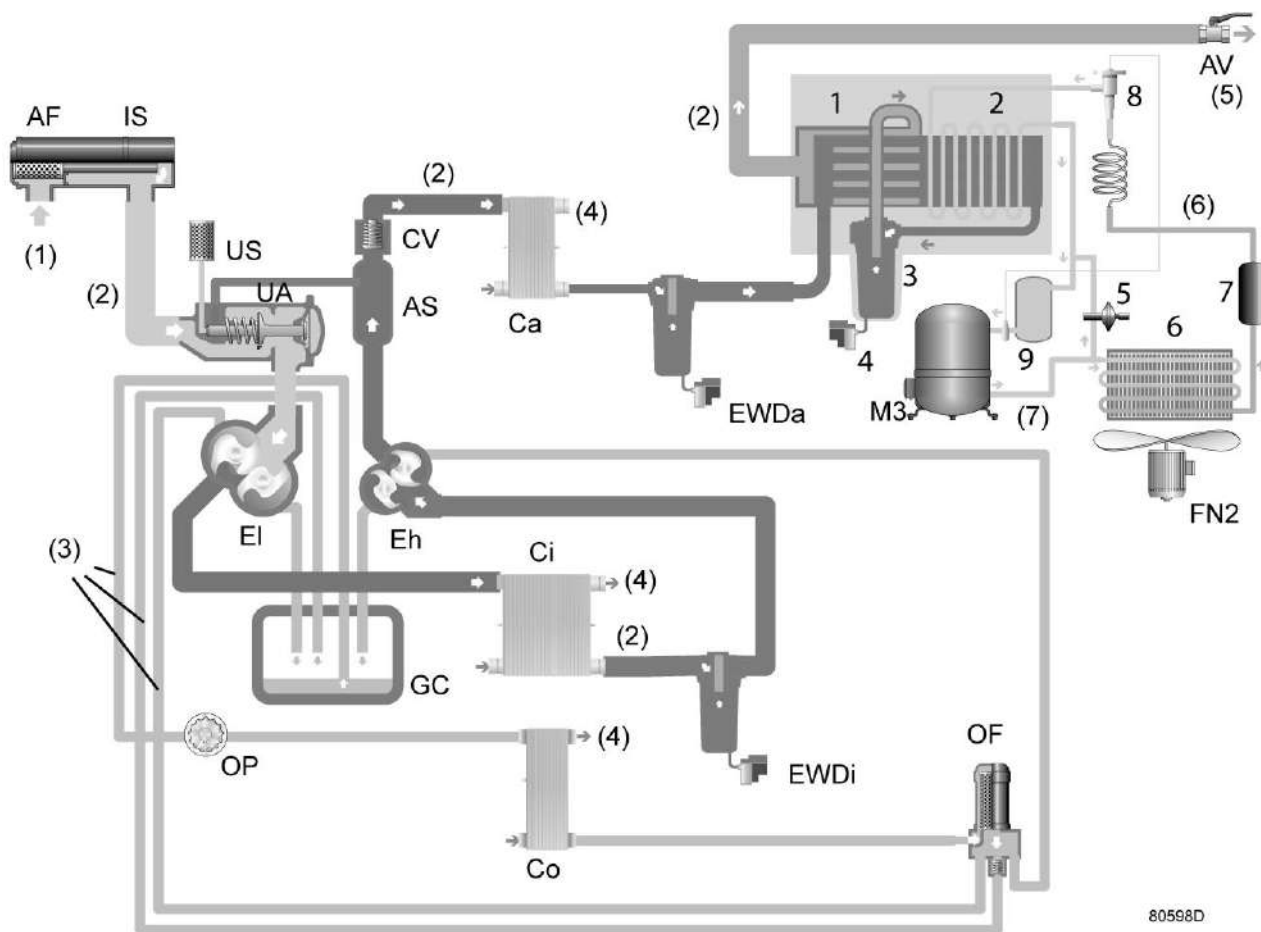 AF
IS
(1)
(2)
US
UA
(2)
CV
AS
(4)
Ca
EWDa
(2)
1
2
3
4
AV
(5)
8
(6)
7
5
6
9
M3
(7)
FN2
El
Eh
(3)
Ci
(4)
(2)
GC
OP
(4)
EWDi
Co
OF
80598D